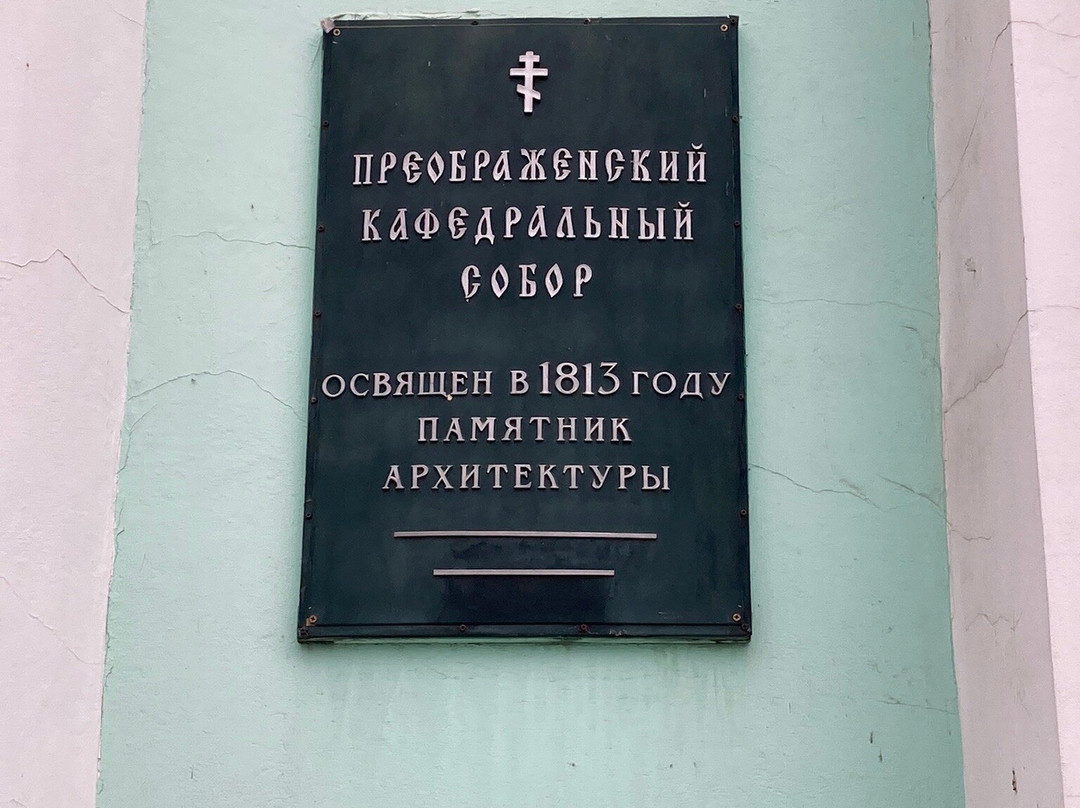 ПРЕОБРАЖЕНСКИЙ
КАФЕДРАЛЬНЫЙ
СОБОР
ОСВЯЩЕН В 1813 ГОДУ
ПАМЯТНИК
АРХИТЕКТУРЫ